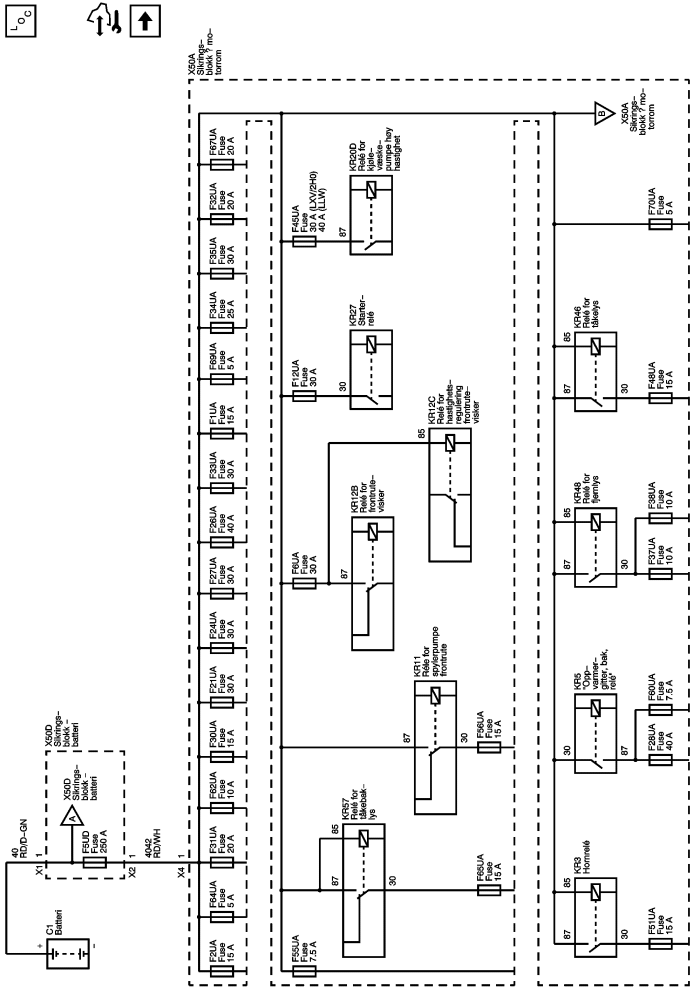 LOC
C1
Batteri
+
-
40
RD/D-GN
X1 1
X50D
Sikrings-
blokk -
batteri
X50D
Sikrings-
blokk -
batteri
A
F5UD
Fuse
250 A
X2 1
4042
RD/WH
X4 1
X50A
Sikrings-
blokk ? mo-
torrom
F2UA
Fuse
15 A
F64UA
Fuse
5 A
F31UA
Fuse
20 A
F62UA
Fuse
10 A
F30UA
Fuse
15 A
F21UA
Fuse
30 A
F24UA
Fuse
30 A
F27UA
Fuse
30 A
F26UA
Fuse
40 A
F33UA
Fuse
30 A
F1UA
Fuse
15 A
F69UA
Fuse
5 A
F34UA
Fuse
25 A
F35UA
Fuse
30 A
F32UA
Fuse
20 A
F67UA
Fuse
20 A
F55UA
Fuse
7.5 A
KR57
Relé for
tåkebak-
lys
85
87
30
F65UA
Fuse
15 A
KR11
Relé for
spylerpumpe
frontrute
87
30
F56UA
Fuse
15 A
F6UA
Fuse
30 A
KR12B
Relé for
frontrute-
visker
87
KR12C
Relé for
hastighets-
regulering
frontrute-
visker
85
F12UA
Fuse
30 A
KR27
Starter-
relé
30
F45UA
Fuse
30 A (LXV/2H0)
40 A (LLW)
KR20D
Relé for
kjøle-
væske-
pumpe høy
hastighet
87
KR3
Hornrelé
85
87
30
F51UA
Fuse
15 A
KR5
"Opp-
varmer-
gitter, bak,
relé"
30
87
F28UA
Fuse
40 A
F60UA
Fuse
7.5 A
KR48
Relé for
fjernlys
85
87
30
F37UA
Fuse
10 A
F38UA
Fuse
10 A
KR46
Relé for
tåkelys
85
87
30
F48UA
Fuse
15 A
F70UA
Fuse
5 A
B
X50A
Sikrings-
blokk ? mo-
torrom